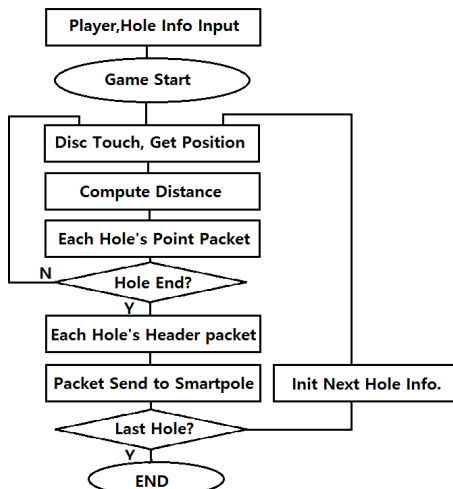 Player,Hole Info Input
Game Start
Disc Touch, Get Position
Compute Distance
Each Hole's Point Packet
N
Hole End?
Y
Each Hole's Header packet
Packet Send to Smartpole
Init Next Hole Info.
Last Hole?
Y
END